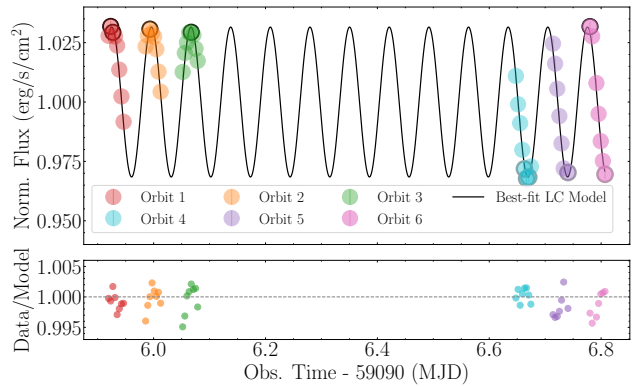 Norm. Flux (erg/s/cm²)
1.025
1.000
0.975
0.950
Orbit 1
Orbit 2
Orbit 3
Best-fit LC Model
Orbit 4
Orbit 5
Orbit 6
Data/Model
1.005
1.000
0.995
6.0 6.2 6.4 6.6 6.8
Obs. Time - 59090 (MJD)